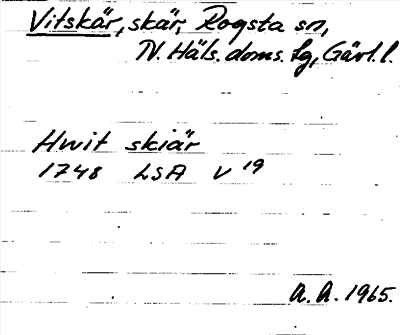 Vitskär, skär, Rogsta sn,
N. Häls. doms. lg, Gävl. l.
Hwit skiär
1748 LSA V 19
A. A. 1965.